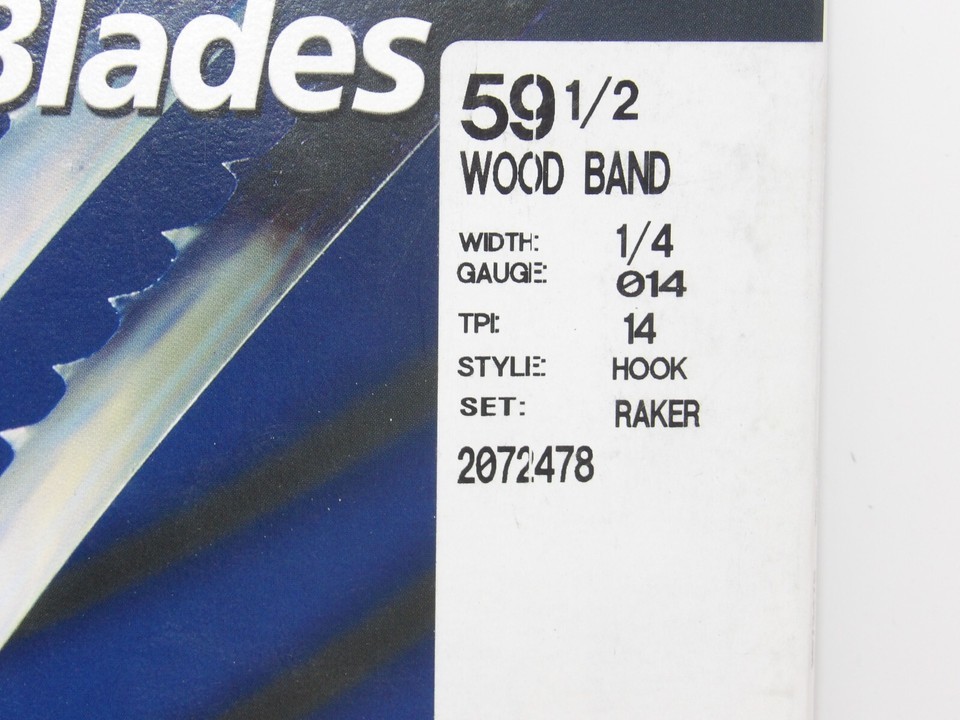 Blades
59 1/2
WOOD BAND
WIDTH: 1/4
GAUGE: 014
TPI: 14
STYLE: HOOK
SET: RAKER
2072478